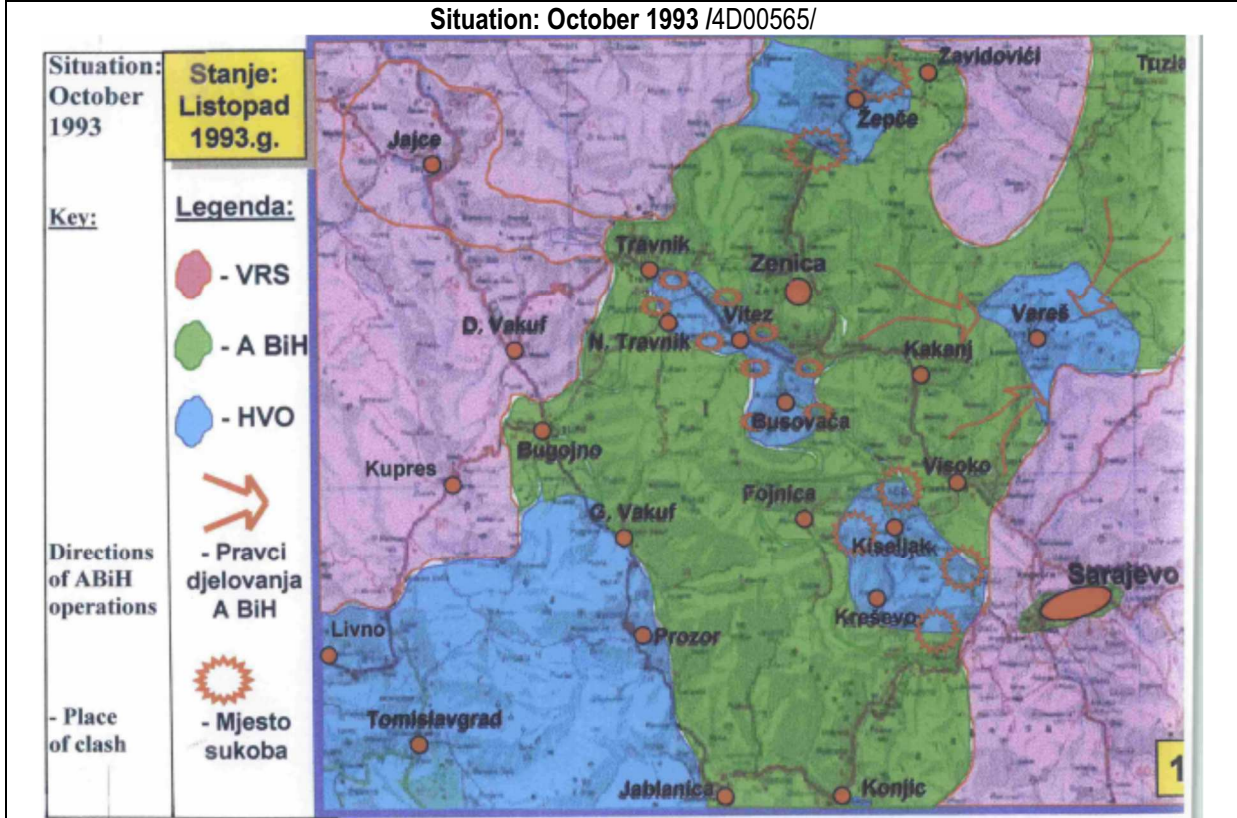 Situation: October 1993 /4D00565/
Situation:
October
1993
Key:
Directions
of ABiH
operations
- Place
of clash
Stanje:
Listopad
1993.g.
Legenda:
- VRS
- A BiH
- HVO
- Pravci
djelovanja
A BiH
- Mjesto
sukoba
Zavidovići
Tuzla
Žepče
Jajce
Travnik
Zenica
Vitez
Vareš
D. Vakuf
N. Travnik
Kakanj
Busovača
Bugojno
Kupres
Visoko
Fojnica
G. Vakuf
Kiseljak
Sarajevo
Kreševo
Livno
Prozor
Tomislavgrad
Jablanica
Konjic
1